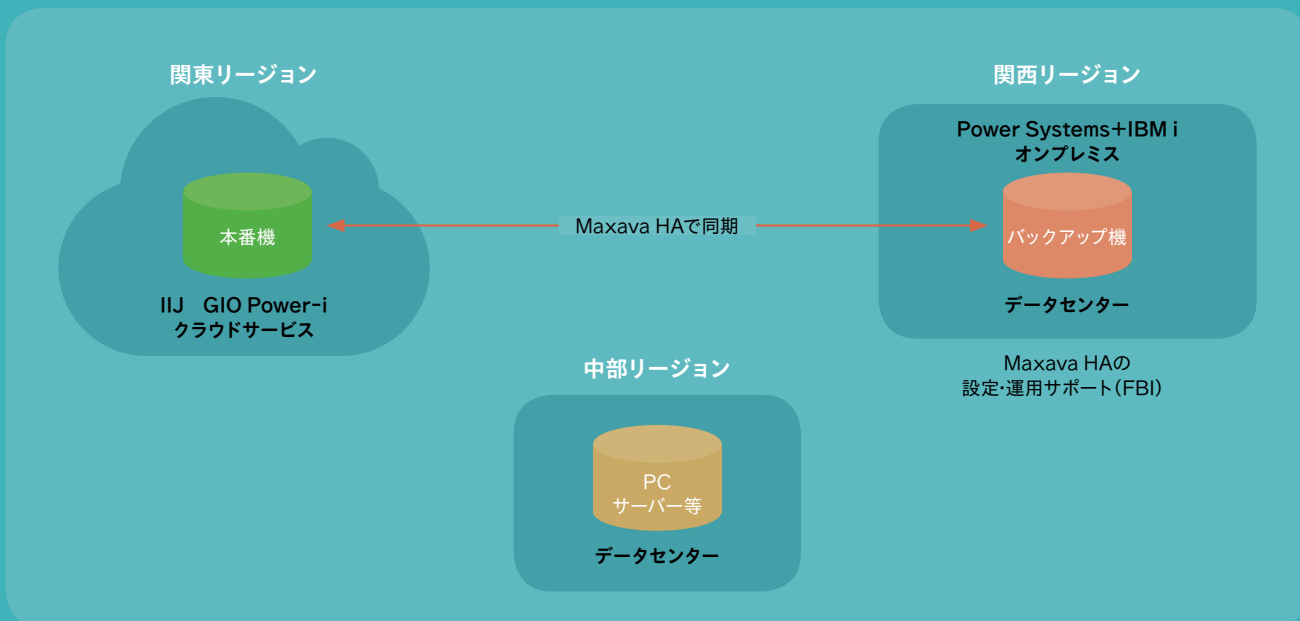 関東リージョン
本番機
IIJ GIO Power-i
クラウドサービス
Maxava HAで同期
関西リージョン
Power Systems+IBM i
オンプレミス
バックアップ機
データセンター
Maxava HAの
設定・運用サポート(FBI)
中部リージョン
PC
サーバー等
データセンター